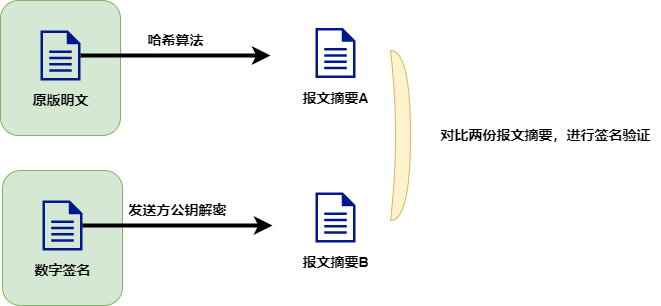 哈希算法
原版明文
报文摘要A
对比两份报文摘要，进行签名验证
发送方公钥解密
数字签名
报文摘要B